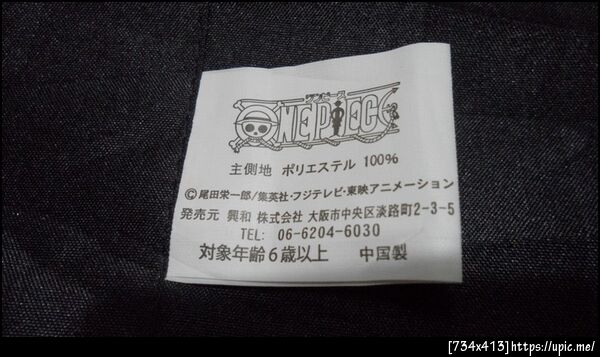 ワンピース
ONE PIECE
主側地 ポリエステル 100%
©尾田栄一郎/集英社・フジテレビ・東映アニメーション
発売元 興和 株式会社 大阪市中央区淡路町2-3-5
TEL: 06-6204-6030
対象年齢6歳以上 中国製
[734x413]https://upic.me/